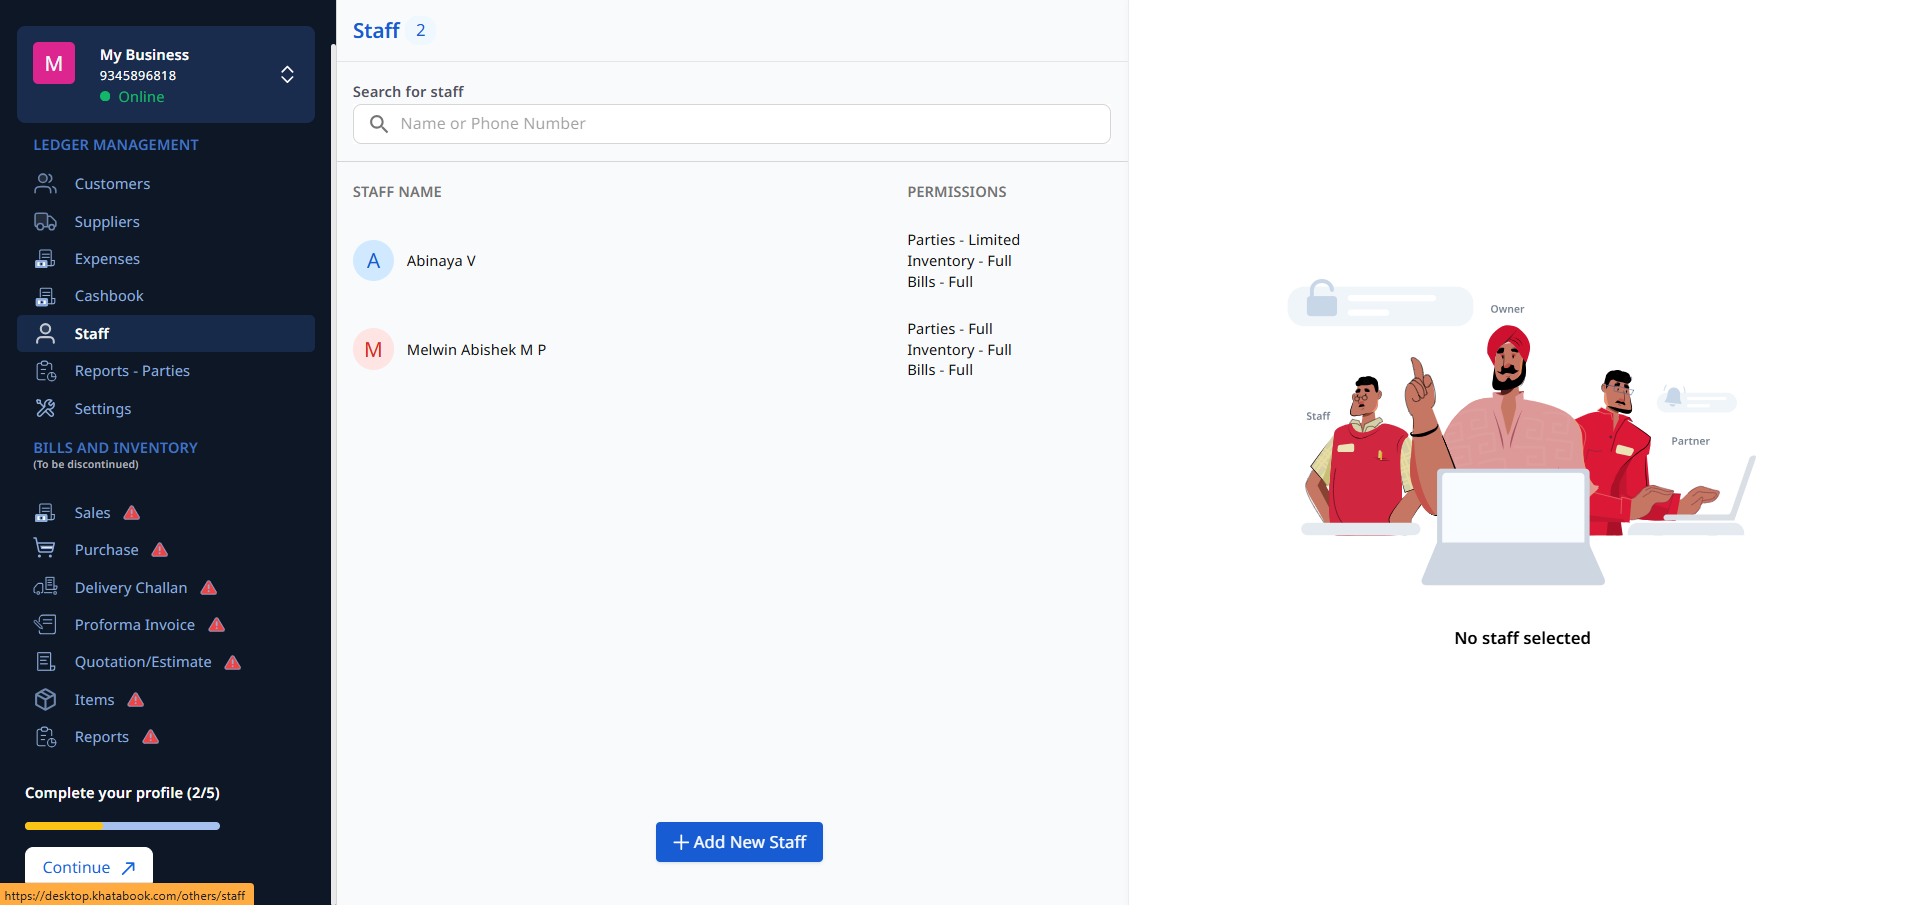 M
My Business
9345896818
Online
LEDGER MANAGEMENT
Customers
Suppliers
Expenses
Cashbook
Staff
Reports - Parties
Settings
BILLS AND INVENTORY
(To be discontinued)
Sales
Purchase
Delivery Challan
Proforma Invoice
Quotation/Estimate
Items
Reports
Complete your profile (2/5)
Continue
https://desktop.khatabook.com/others/staff
Staff 2
Search for staff
Name or Phone Number
STAFF NAME PERMISSIONS
A Abinaya V
Parties - Limited
Inventory - Full
Bills - Full
M Melwin Abishek M P
Parties - Full
Inventory - Full
Bills - Full
Add New Staff
Owner
Staff
Partner
No staff selected